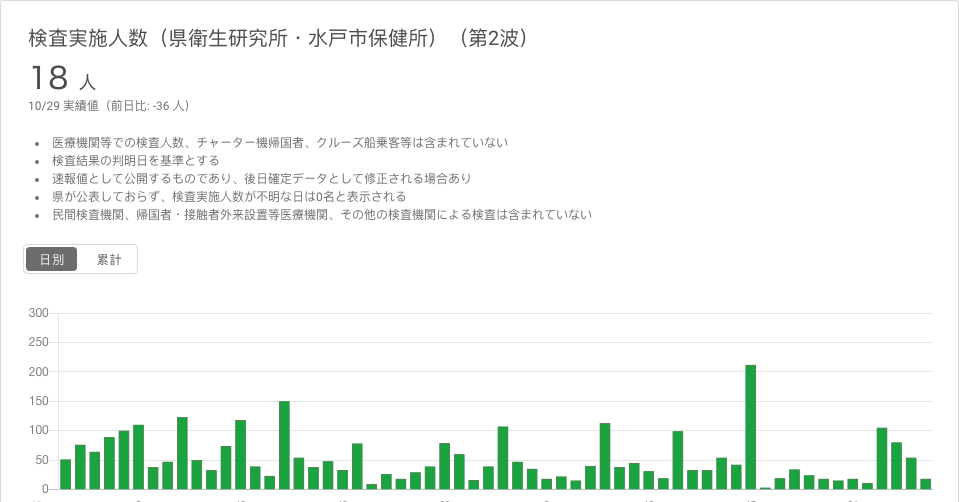 検査実施人数（県衛生研究所・水戸市保健所）（第2波）
18 人
10/29 実績値（前日比: -36 人）
• 医療機関等での検査人数、チャーター機帰国者、クルーズ船乗客等は含まれていない
• 検査結果の判明日を基準とする
• 速報値として公開するものであり、後日確定データとして修正される場合あり
• 県が公表しておらず、検査実施人数が不明な日は0名と表示される
• 民間検査機関、帰国者・接触者外来設置等医療機関、その他の検査機関による検査は含まれていない
日別 累計
300
250
200
150
100
50
0